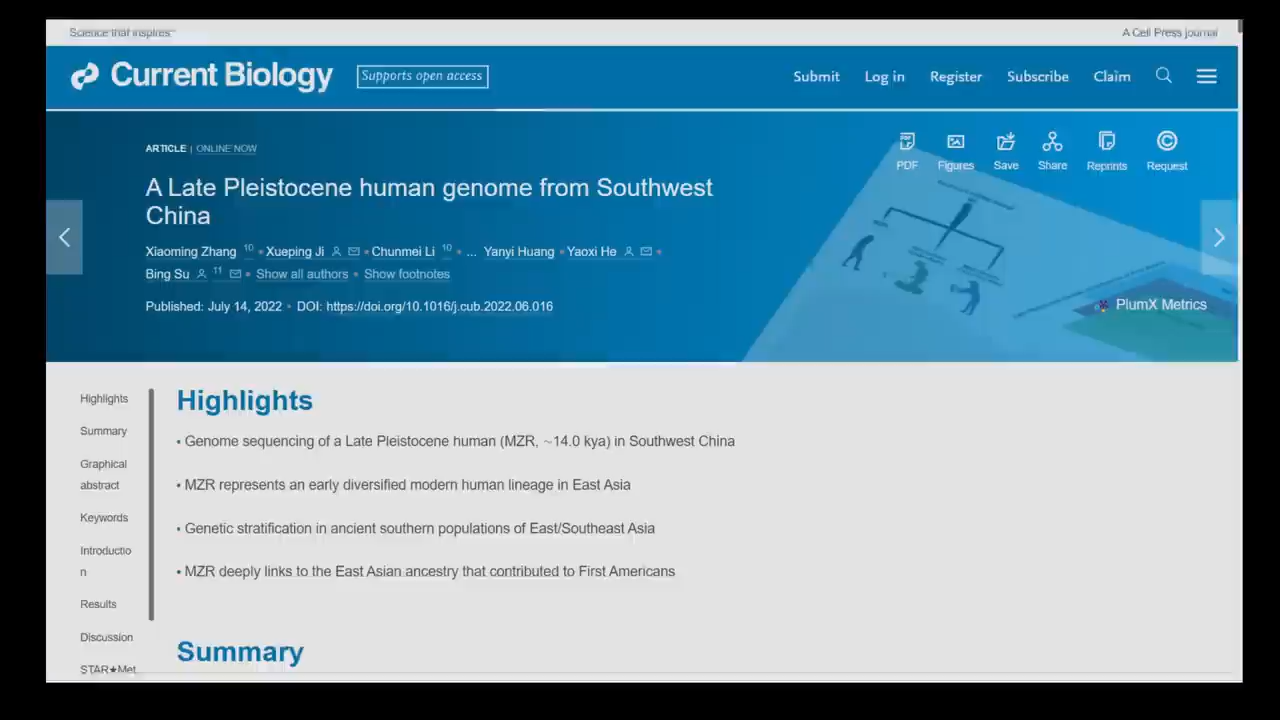 Science that inspires™
A Cell Press journal
Current Biology
Supports open access
Submit Log in Register Subscribe Claim
PDF Figures Save Share Reprints Request
ARTICLE | ONLINE NOW
A Late Pleistocene human genome from Southwest
China
Xiaoming Zhang 10 • Xueping Ji • Chunmei Li 10 • ... Yanyi Huang • Yaoxi He •
Bing Su 11 • Show all authors • Show footnotes
Published: July 14, 2022 • DOI: https://doi.org/10.1016/j.cub.2022.06.016
PlumX Metrics
Highlights
Summary
Graphical
abstract
Keywords
Introductio
n
Results
Discussion
STAR★Met
Highlights
• Genome sequencing of a Late Pleistocene human (MZR, ~14.0 kya) in Southwest China
• MZR represents an early diversified modern human lineage in East Asia
• Genetic stratification in ancient southern populations of East/Southeast Asia
• MZR deeply links to the East Asian ancestry that contributed to First Americans
Summary